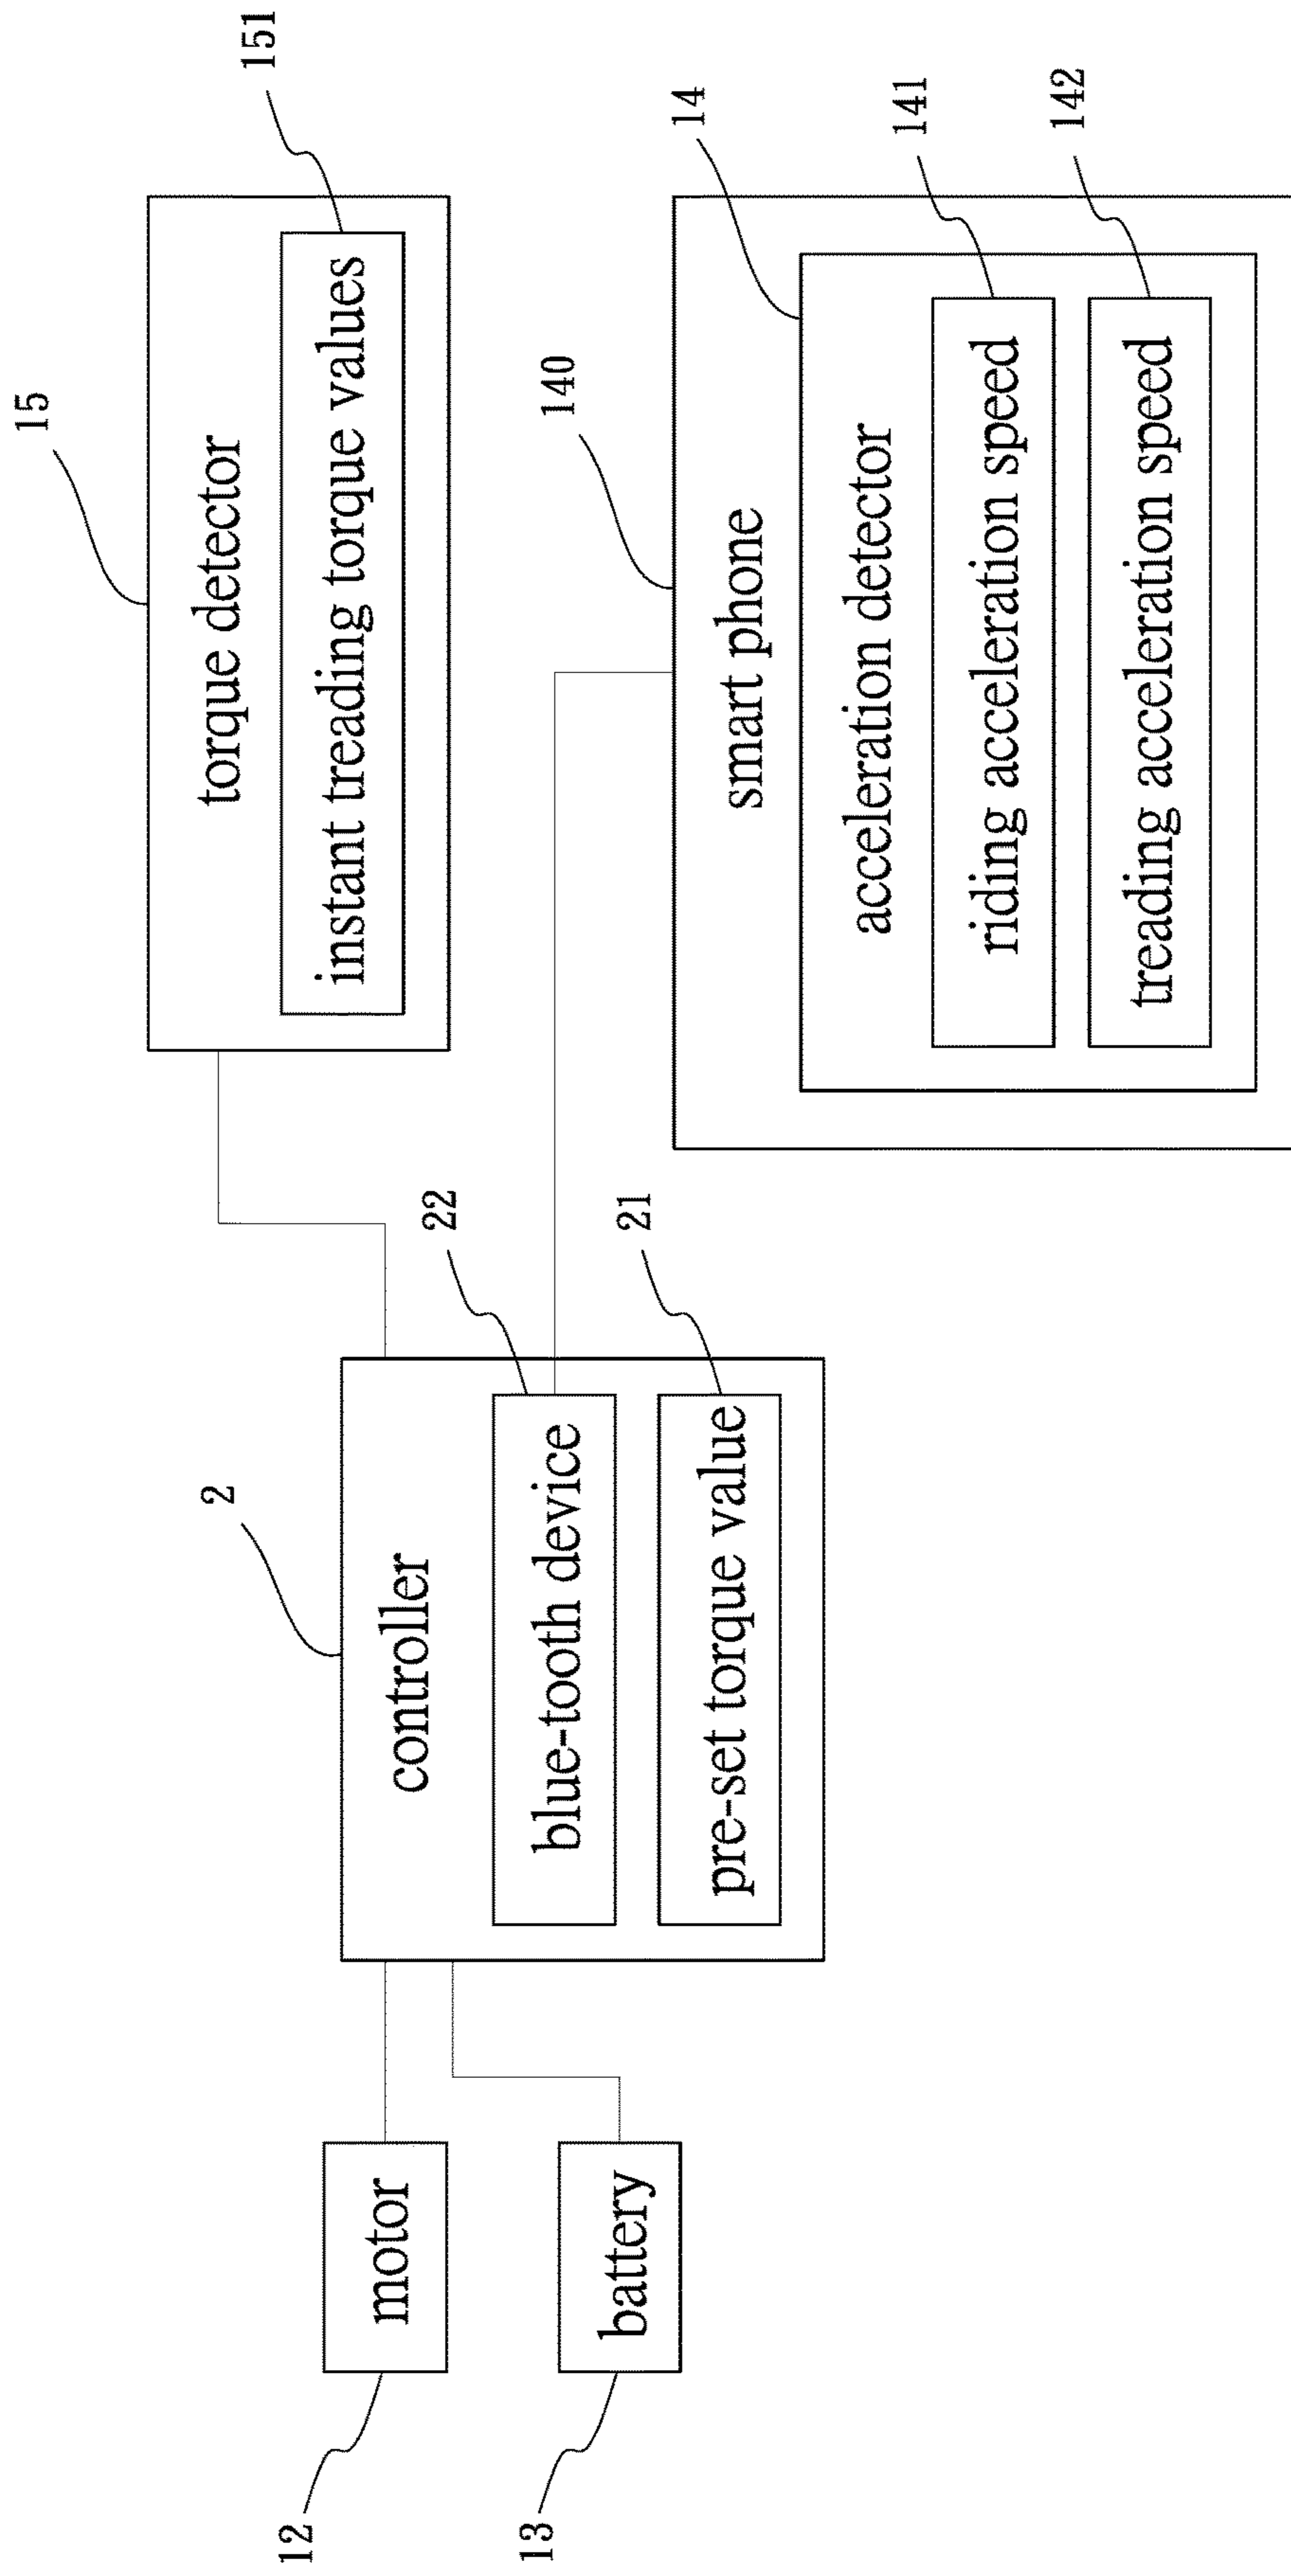 15
torque detector
151
instant treading torque values
2
controller
22
blue-tooth device
21
pre-set torque value
12
motor
13
battery
140
smart phone
14
acceleration detector
141
riding acceleration speed
142
treading acceleration speed